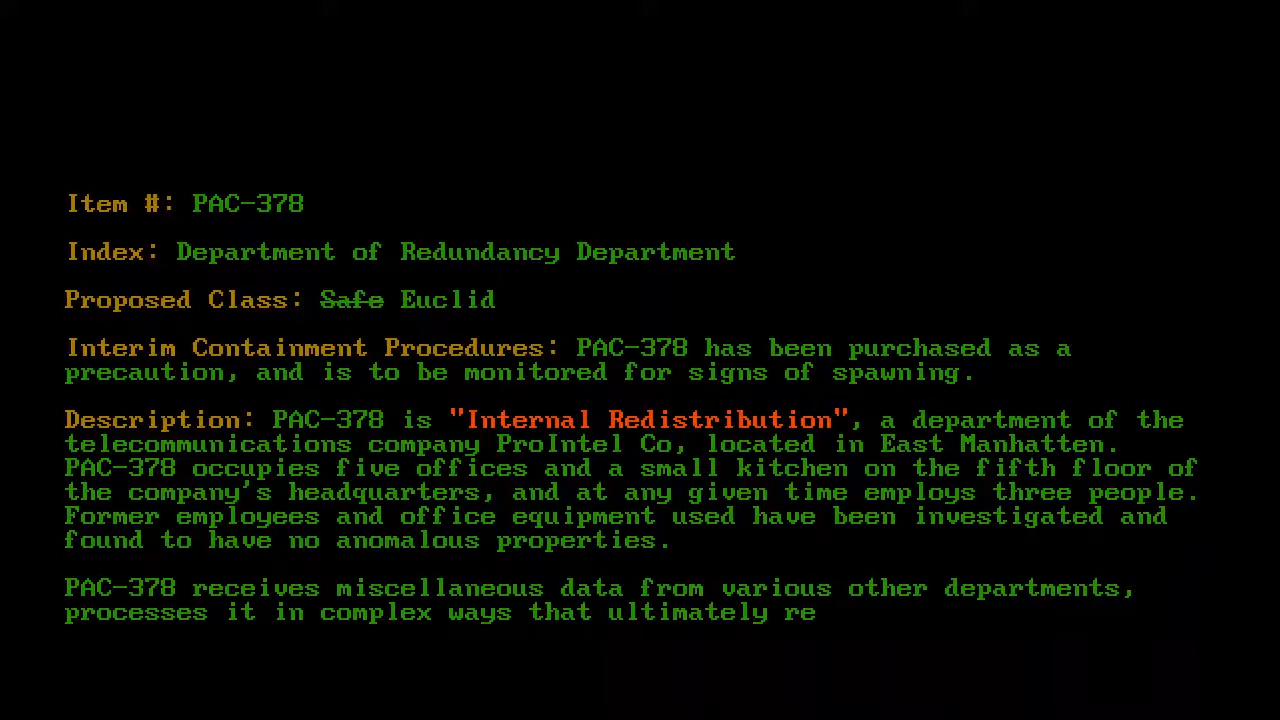 Item #: PAC-378
Index: Department of Redundancy Department
Proposed Class: Safe Euclid
Interim Containment Procedures: PAC-378 has been purchased as a
precaution, and is to be monitored for signs of spawning.
Description: PAC-378 is "Internal Redistribution", a department of the
telecommunications company ProIntel Co, located in East Manhatten.
PAC-378 occupies five offices and a small kitchen on the fifth floor of
the company's headquarters, and at any given time employs three people.
Former employees and office equipment used have been investigated and
found to have no anomalous properties.
PAC-378 receives miscellaneous data from various other departments,
processes it in complex ways that ultimately re